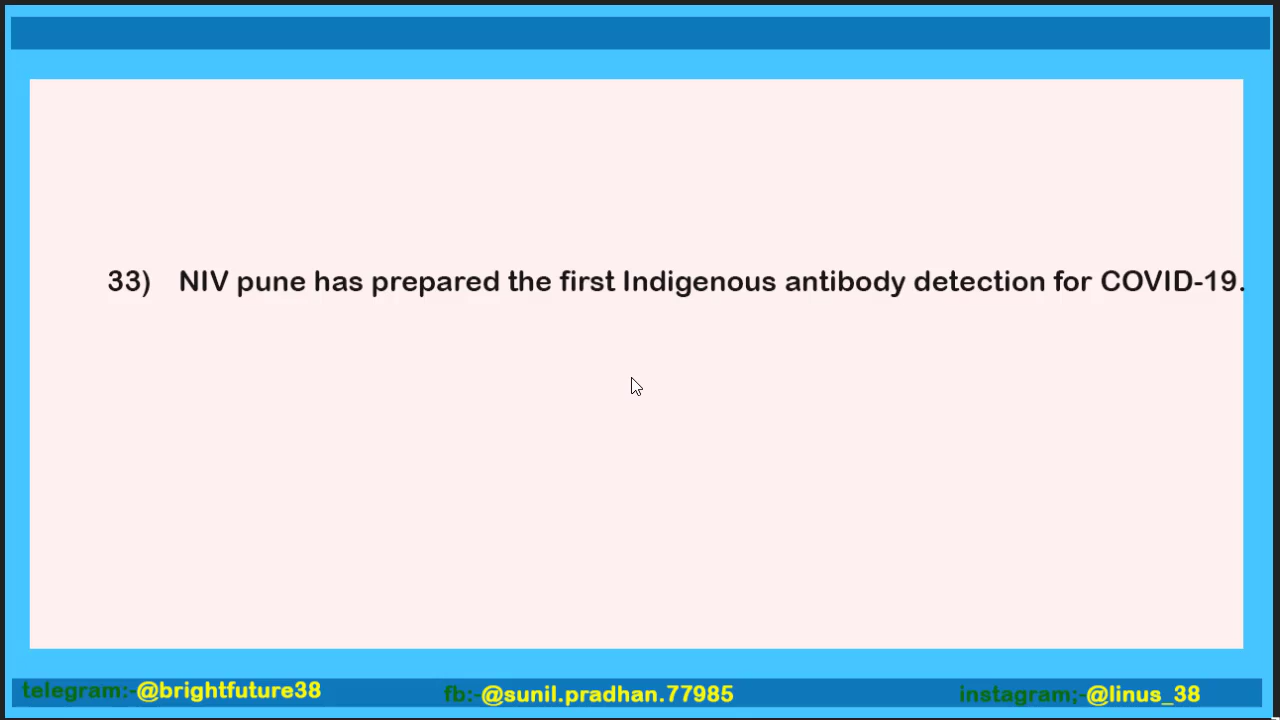 33) NIV pune has prepared the first Indigenous antibody detection for COVID-19.
telegram:-@brightfuture38 fb:-@sunil.pradhan.77985 instagram;-@linus_38